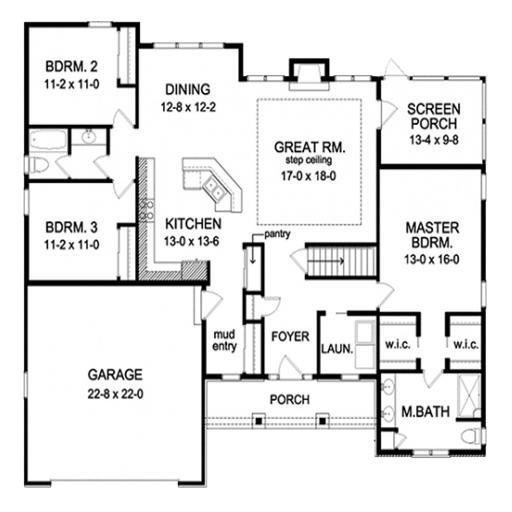 BDRM. 2
11-2 x 11-0
DINING
12-8 x 12-2
SCREEN
PORCH
13-4 x 9-8
GREAT RM.
step ceiling
17-0 x 18-0
BDRM. 3
11-2 x 11-0
KITCHEN
13-0 x 13-6
pantry
MASTER
BDRM.
13-0 x 16-0
mud
entry
FOYER
LAUN.
w.i.c.
w.i.c.
GARAGE
22-8 x 22-0
PORCH
M.BATH